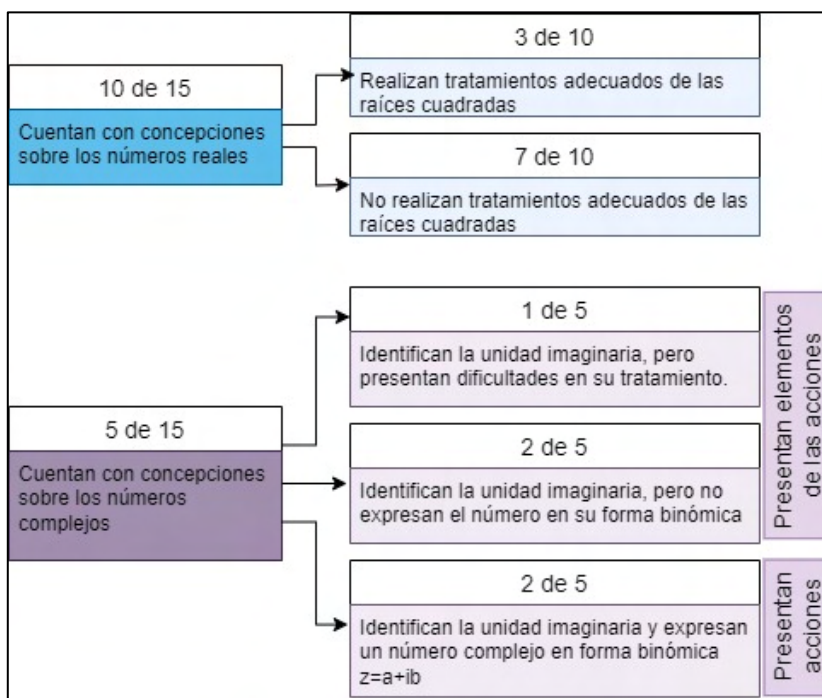 10 de 15
Cuentan con concepciones
sobre los números reales
3 de 10
Realizan tratamientos adecuados de las
raíces cuadradas
7 de 10
No realizan tratamientos adecuados de las
raíces cuadradas
5 de 15
Cuentan con concepciones
sobre los números
complejos
1 de 5
Identifican la unidad imaginaria, pero
presentan dificultades en su tratamiento.
2 de 5
Identifican la unidad imaginaria, pero no
expresan el número en su forma binómica
Presentan elementos
de las acciones
2 de 5
Identifican la unidad imaginaria y expresan
un número complejo en forma binómica
z=a+ib
Presentan
acciones